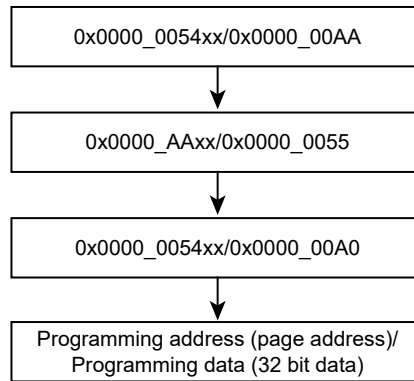 0x0000_0054xx/0x0000_00AA
0x0000_AAxx/0x0000_0055
0x0000_0054xx/0x0000_00A0
Programming address (page address)/
Programming data (32 bit data)